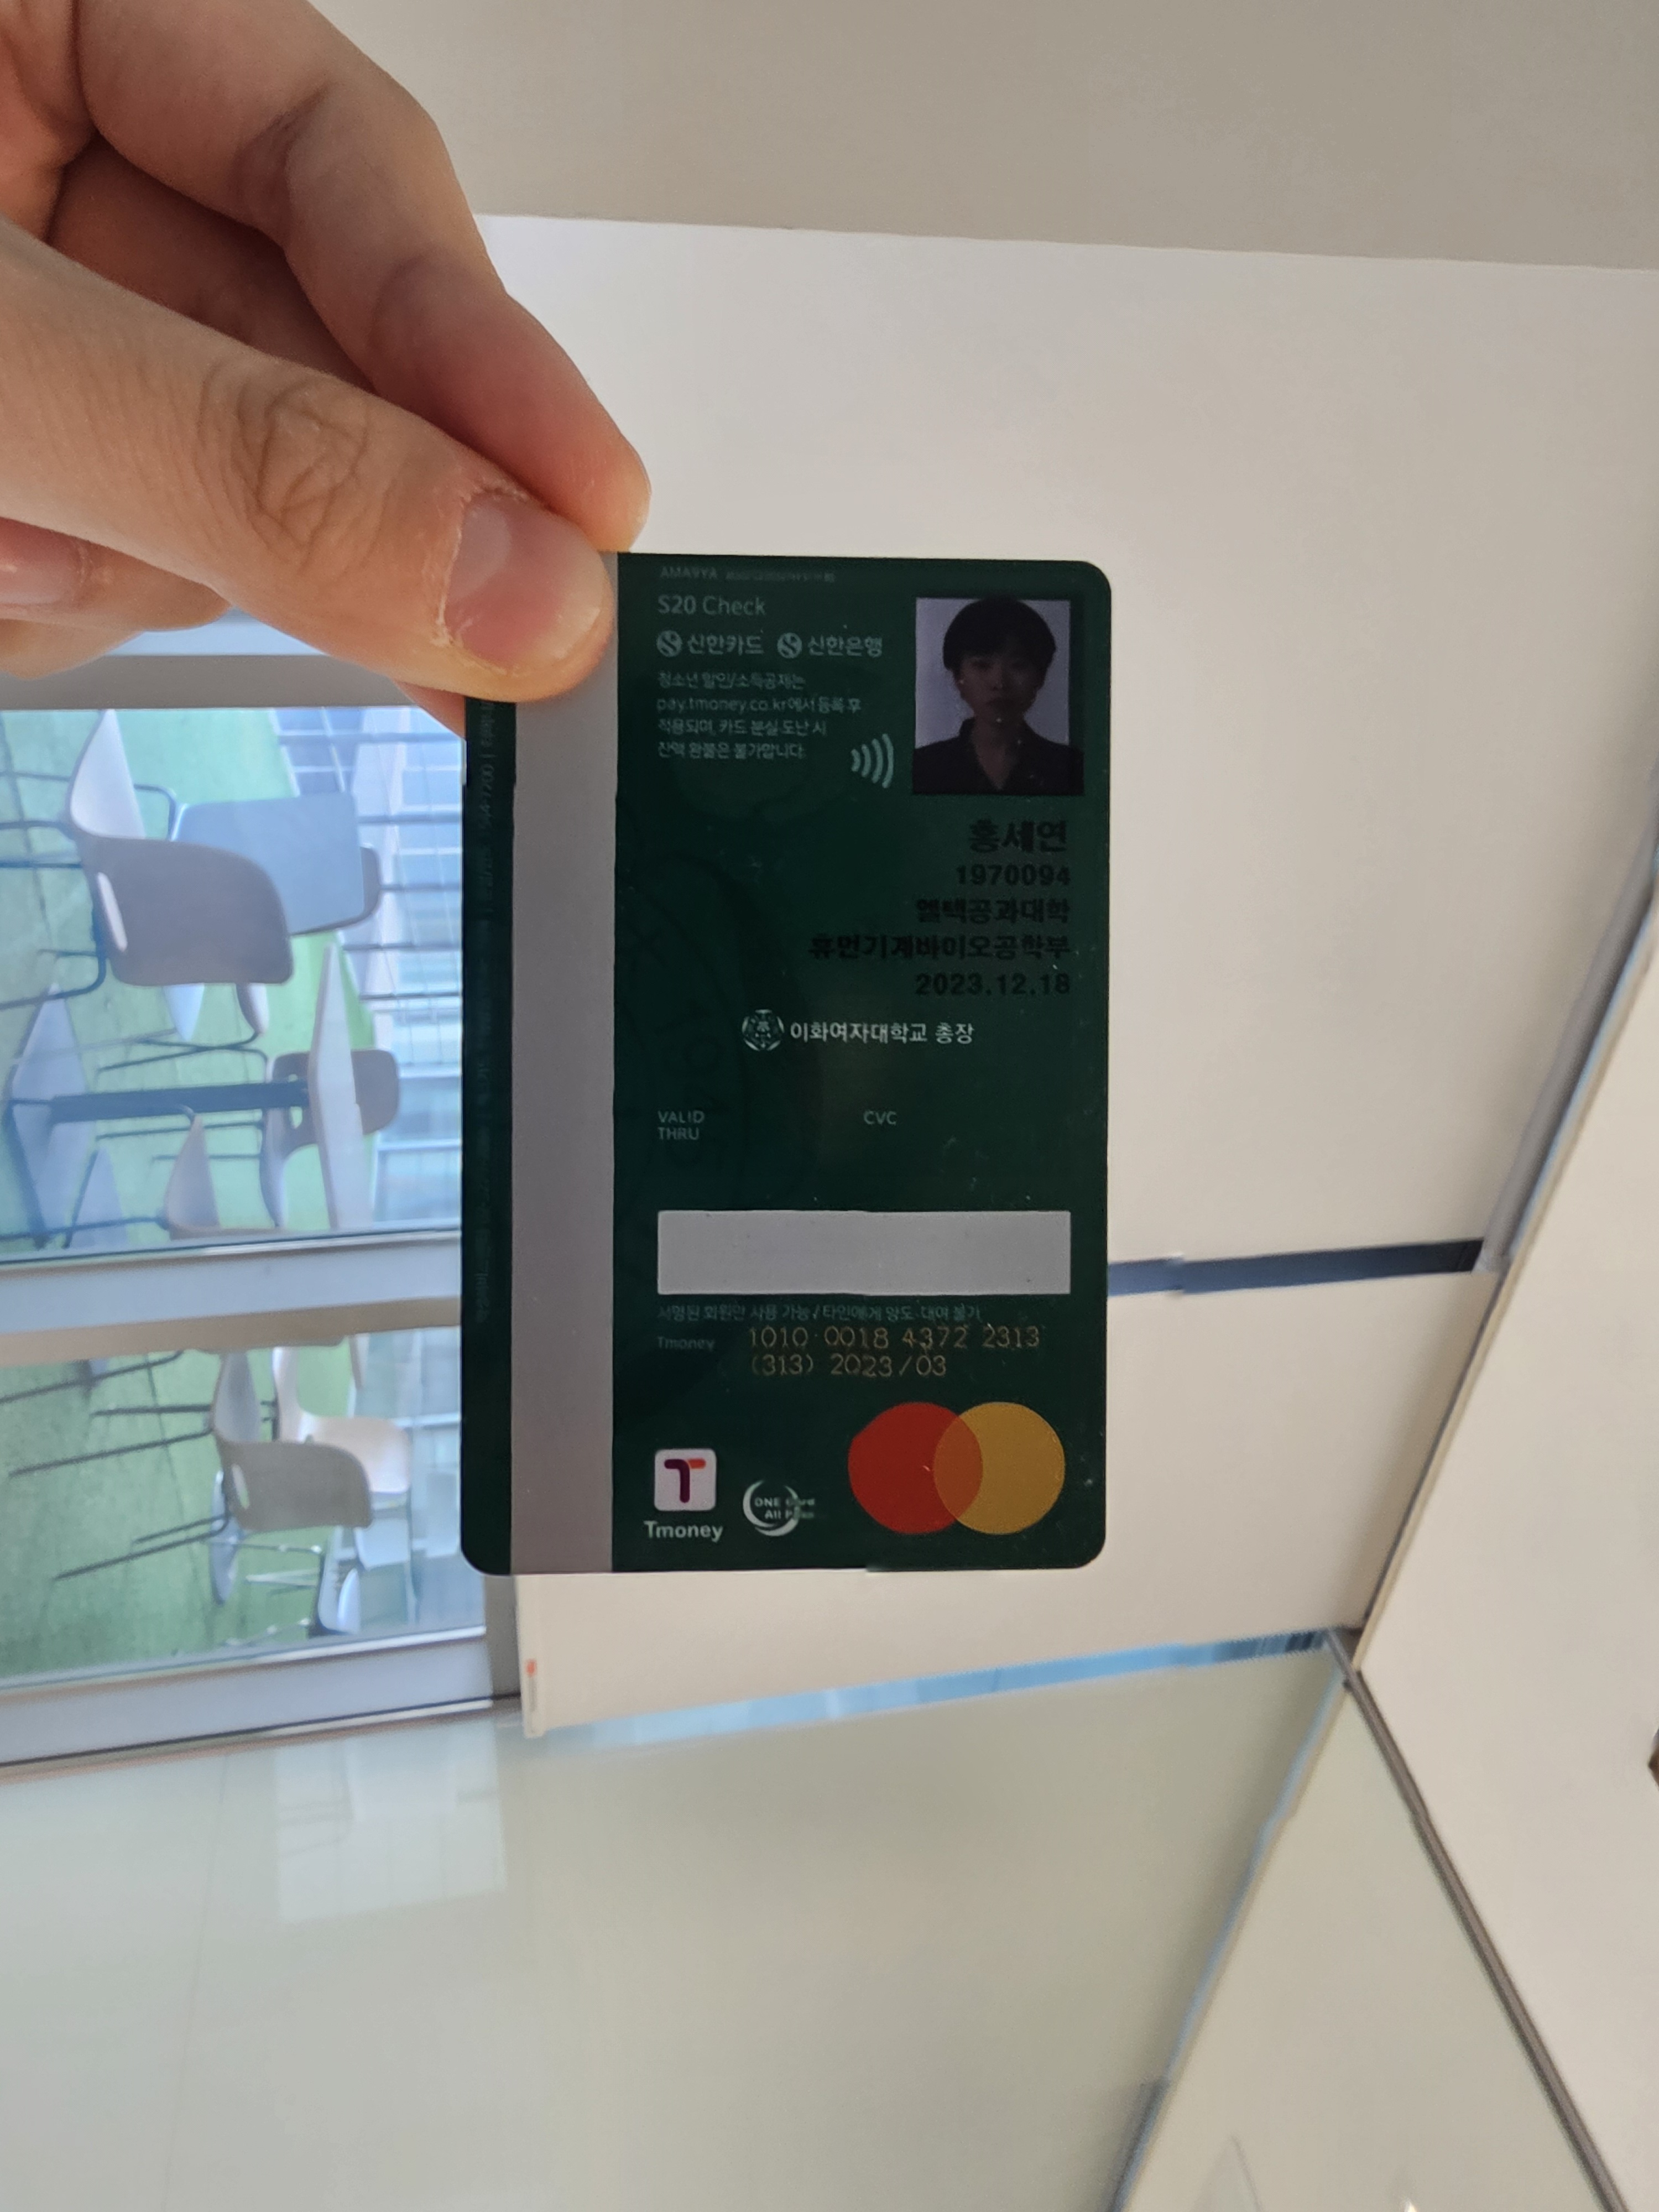 AMAVYA
S20 Check
신한카드 신한은행
청소년 할인/소득공제는
pay.tmoney.co.kr에서 등록 후
적용되며, 카드 분실·도난 시
잔액 환불은 불가합니다.
홍세연
1970094
엘텍공과대학
휴먼기계바이오공학부
2023.12.18
이화여자대학교 총장
VALID
THRU
CVC
서명된 회원만 사용 가능 / 타인에게 양도·대여 불가
Tmoney 1010 0018 4372 2313
(313) 2023/03
Tmoney
ONE Card
All Pass